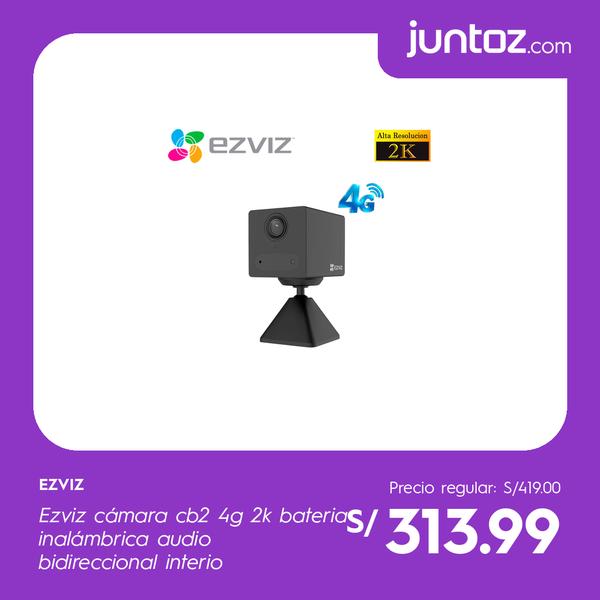 juntoz.com
ezviz
Alta Resolucion
2K
4G
ezviz
EZVIZ
Precio regular: S/419.00
Ezviz cámara cb2 4g 2k bateria
inalámbrica audio
bidireccional interio
S/ 313.99